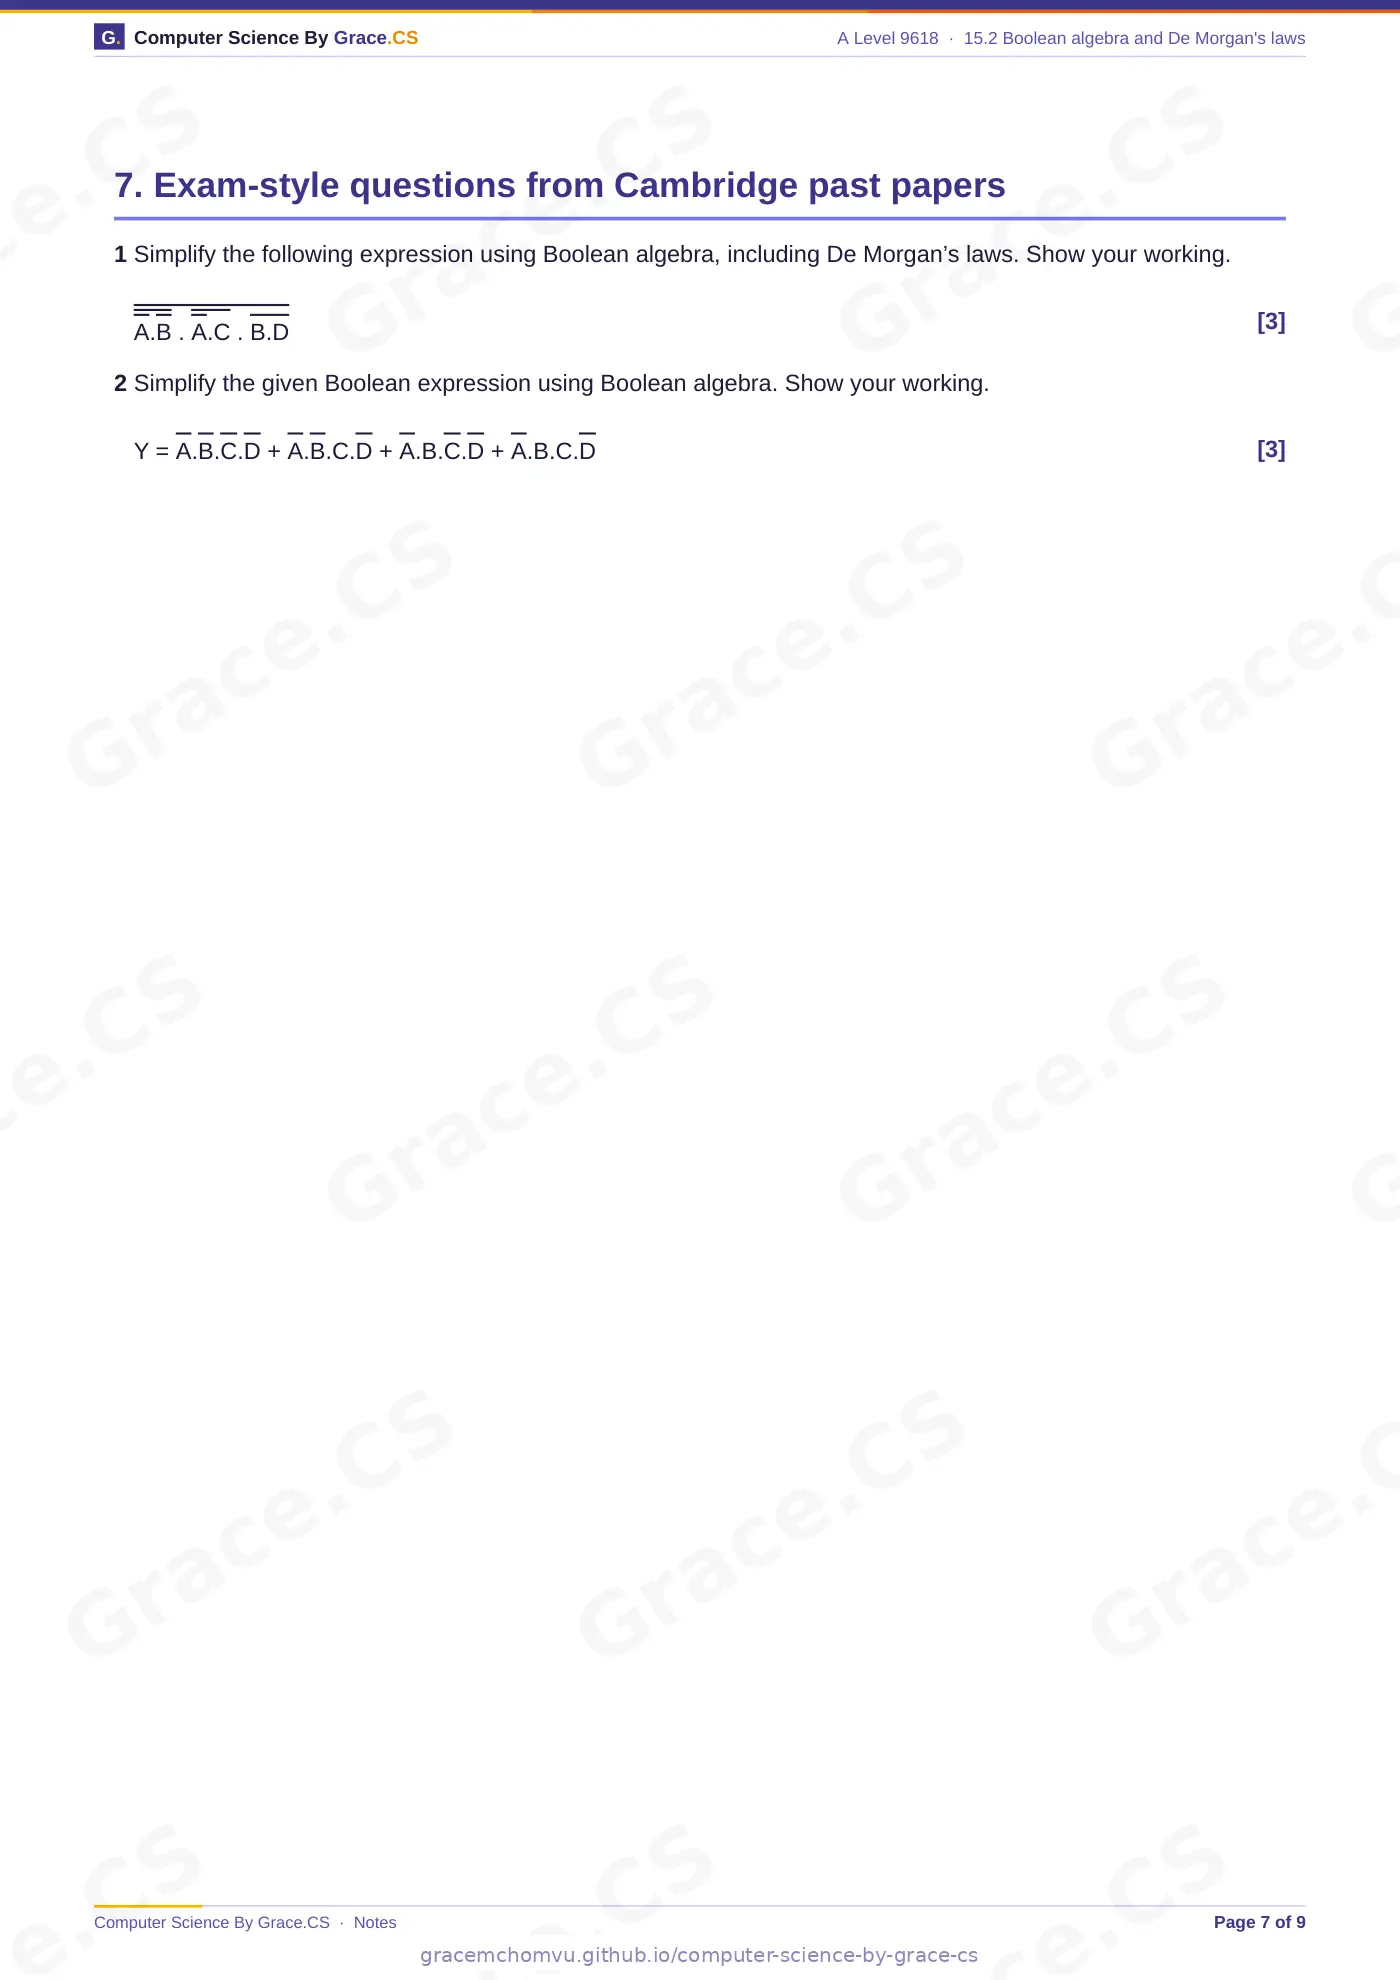 G. Computer Science By Grace.CS
A Level 9618 · 15.2 Boolean algebra and De Morgan's laws
7. Exam-style questions from Cambridge past papers
1 Simplify the following expression using Boolean algebra, including De Morgan’s laws. Show your working.
A̅.B̅ . A̅.C . B.D [3]
2 Simplify the given Boolean expression using Boolean algebra. Show your working.
Y = A̅.B̅.C̅.D̅ + A̅.B̅.C.D̅ + A̅.B.C̅.D̅ + A̅.B.C.D̅ [3]
Computer Science By Grace.CS · Notes
Page 7 of 9
gracemchomvu.github.io/computer-science-by-grace-cs
Grace.CS